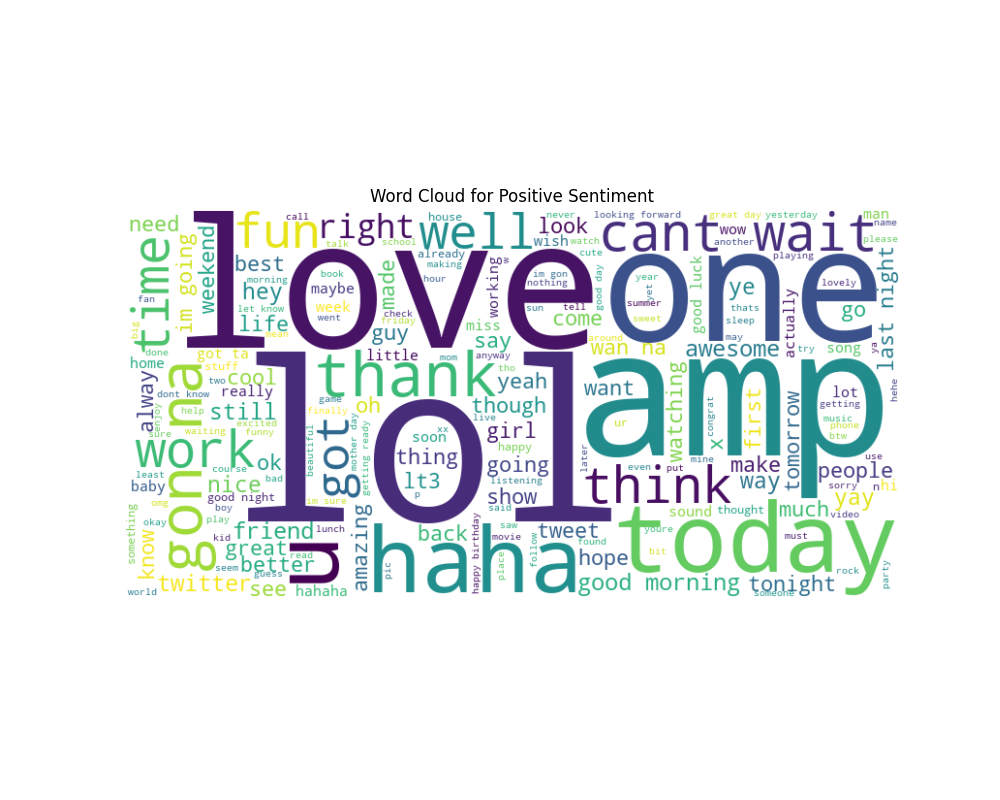 Word Cloud for Positive Sentiment
love
one
lol
amp
today
haha
thank
think
cant wait
well
fun
right
work
gonna
time
got
u
need
im going
weekend
call
talk
school
house
already
making
hour
never
look
wish
watch
cute
looking forward
great day
yesterday
wow
another
playing
man
name
please
best
morning
hey
let know
life
book
maybe
week
went
made
check
friday
guy
mean
fan
big
working
w
im gon
nothing
sun
tell
come
good day
year
yet
summer
sweet
good luck
ye
thats
sleep
may
actually
lovely
go
last night
ya
done
home
got ta
stuff
little
mom
miss
say
anyway
around
wan na
awesome
try
song
hehe
alway
two
cool
dont know
really
help
still
excited
funny
enjoy
sure
game
finally
oh
tho
yeah
though
live
want
ur
watching
x
congrat
first
tomorrow
lot
getting
music
phone
btw
xx
soon
thing
lt3
p
girl
happy
going
listening
show
later
even
put
mine
make
way
people
use
sorry
n
hi
yay
video
least
baby
course
ok
bad
nice
good night
boy
omg
okay
play
waiting
beautiful
mother day
getting ready
im sure
lunch
amazing
back
said
saw
movie
tweet
follow
found
place
happy birthday
pic
hope
sound
thought
youre
bit
much
must
rock
party
something
know
kid
friend
great
read
better
seem
guess
twitter
see
hahaha
world
good morning
tonight
someone